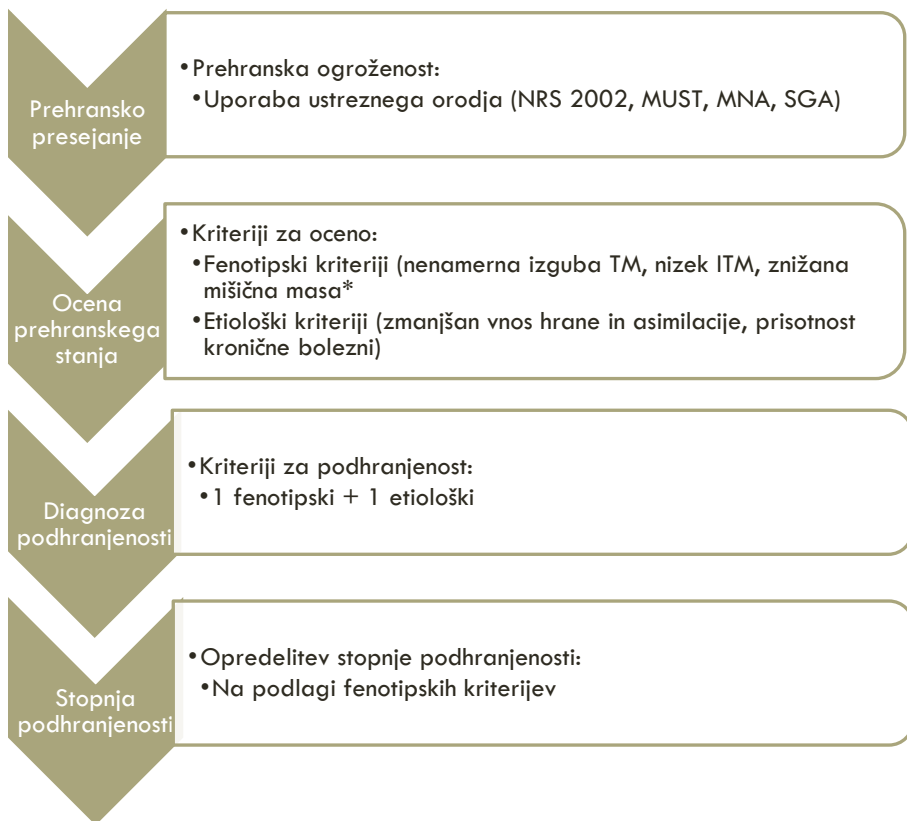 Prehransko
presejanje
•Prehranska ogroženost:
•Uporaba ustreznega orodja (NRS 2002, MUST, MNA, SGA)
Ocena
prehranskega
stanja
•Kriteriji za oceno:
•Fenotipski kriteriji (nenamerna izguba TM, nizek ITM, znižana
mišična masa*
•Etiološki kriteriji (zmanjšan vnos hrane in asimilacije, prisotnost
kronične bolezni)
Diagnoza
podhranjenosti
•Kriteriji za podhranjenost:
•1 fenotipski + 1 etiološki
Stopnja
podhranjenosti
•Opredelitev stopnje podhranjenosti:
•Na podlagi fenotipskih kriterijev